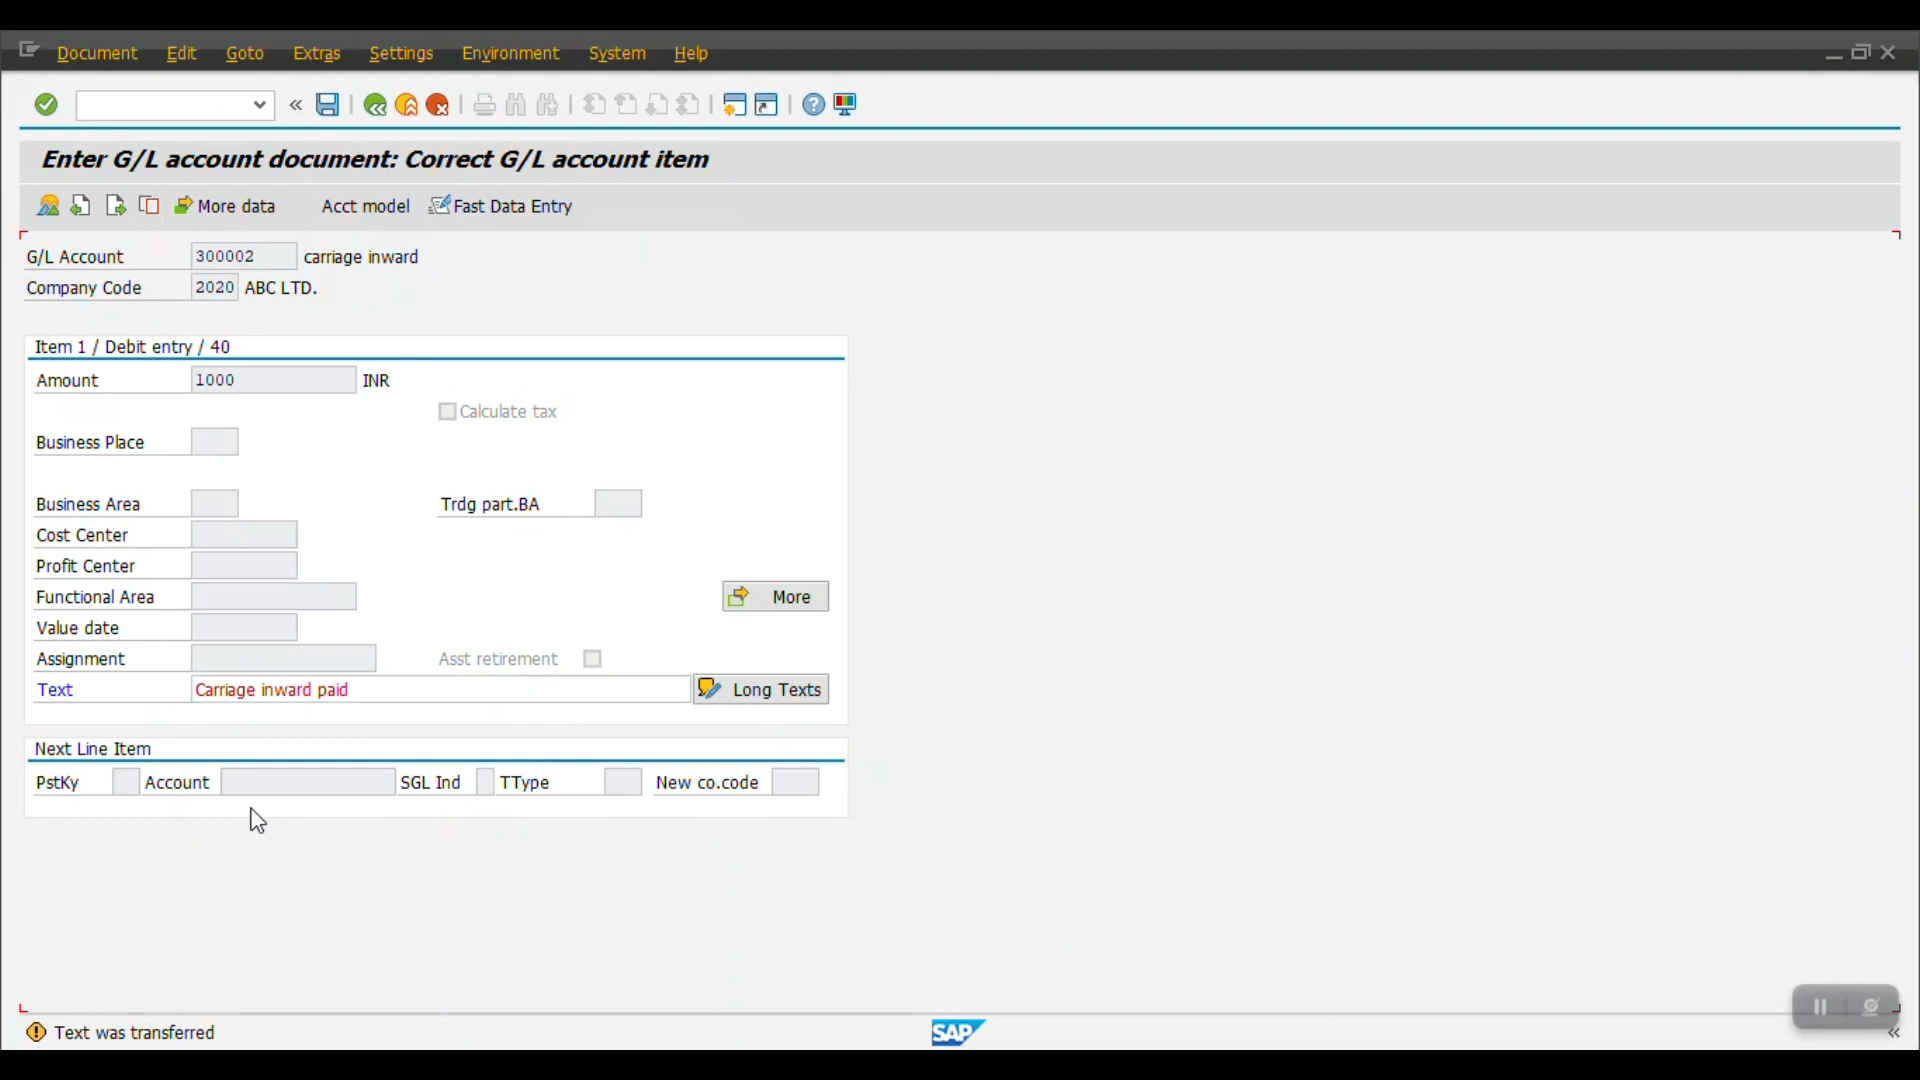 Document Edit Goto Extras Settings Environment System Help
Enter G/L account document: Correct G/L account item
More data Acct model Fast Data Entry
G/L Account 300002 carriage inward
Company Code 2020 ABC LTD.
Item 1 / Debit entry / 40
Amount 1000 INR
Calculate tax
Business Place
Business Area Trdg part.BA
Cost Center
Profit Center
Functional Area More
Value date
Assignment Asst retirement
Text Carriage inward paid Long Texts
Next Line Item
PstKy Account SGL Ind TType New co.code
Text was transferred SAP